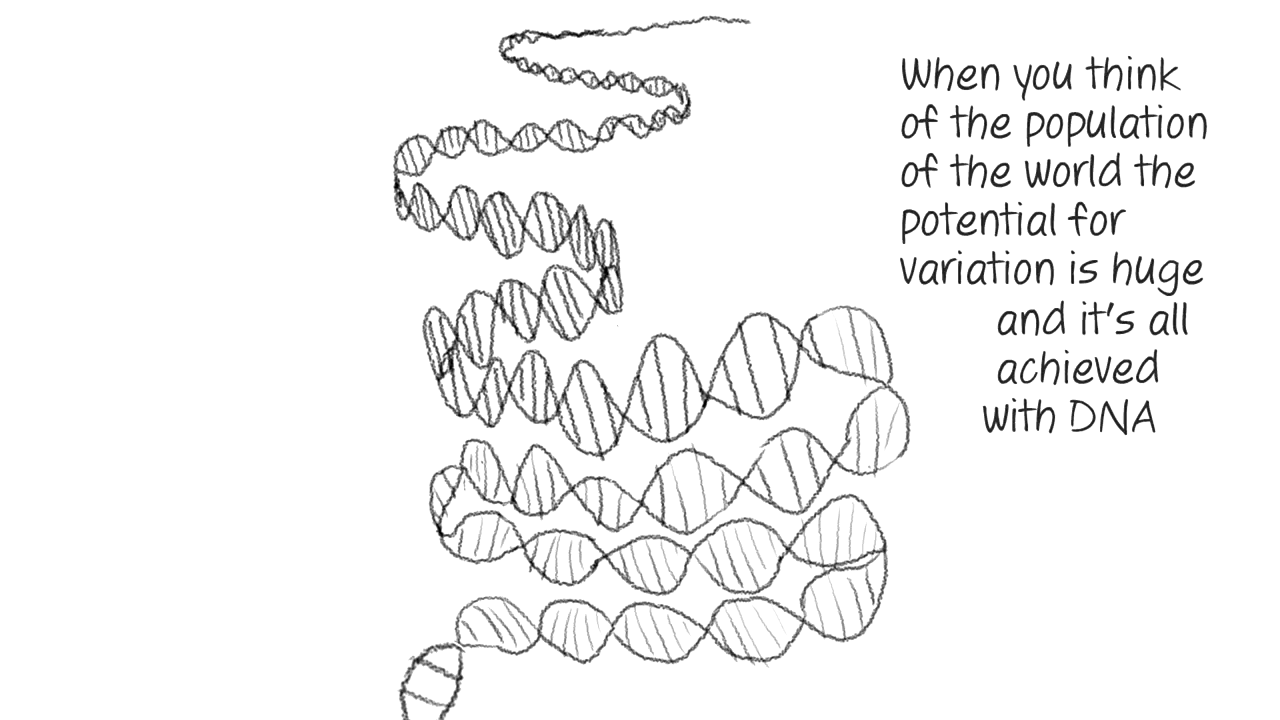 When you think
of the population
of the world the
potential for
variation is huge
and it's all
achieved
with DNA